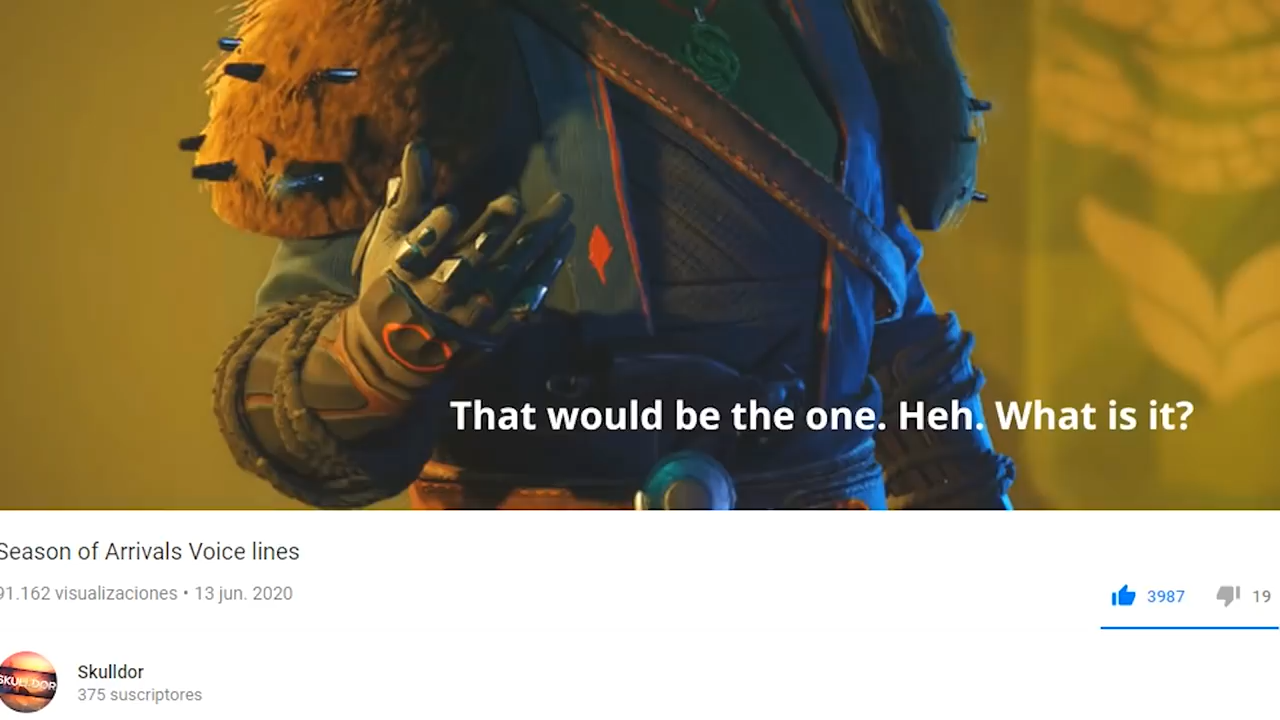 That would be the one. Heh. What is it?
Season of Arrivals Voice lines
91.162 visualizaciones • 13 jun. 2020
3987
19
SKULLDOR
Skulldor
375 suscriptores